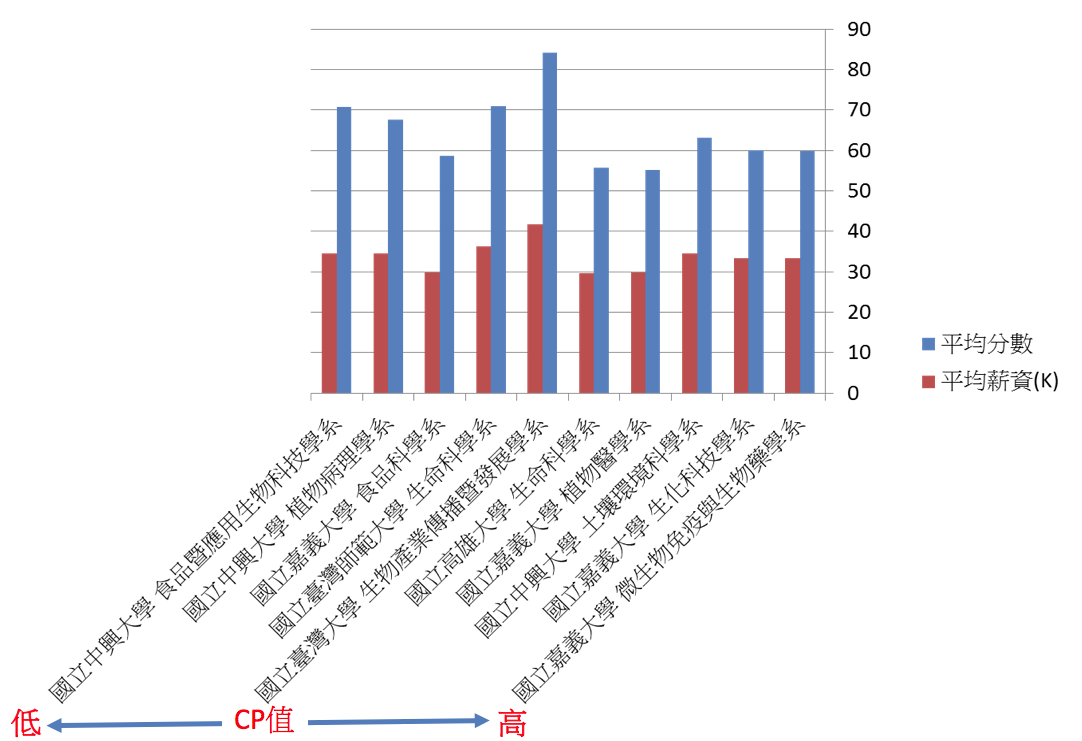 90
80
70
60
50
40
30
20
10
0
平均分數
平均薪資(K)
國立中興大學 食品暨應用生物科技學系
國立中興大學 植物病理學系
國立嘉義大學 食品科學系
國立臺灣師範大學 生命科學系
國立臺灣大學 生物產業傳播暨發展學系
國立高雄大學 生命科學系
國立嘉義大學 植物醫學系
國立中興大學 土壤環境科學系
國立嘉義大學 生化科技學系
國立嘉義大學 微生物免疫與生物藥學系
低 CP值 高